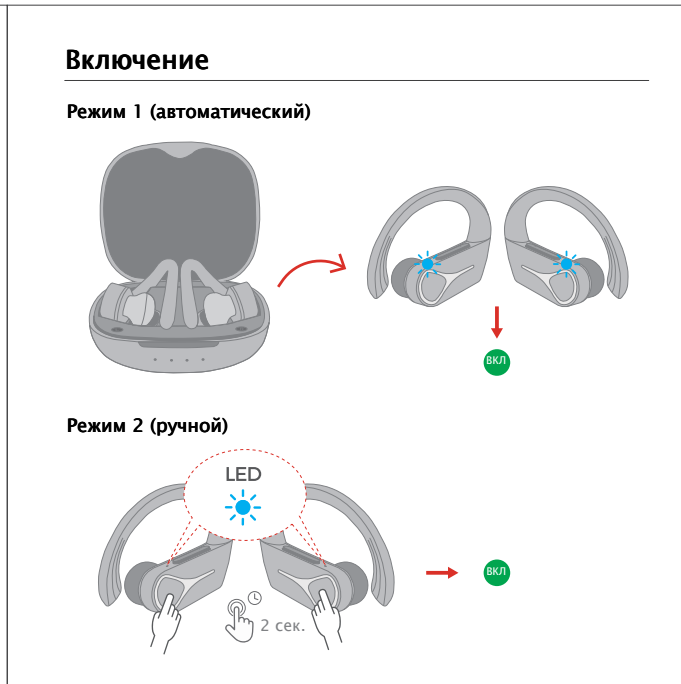 Включение
Режим 1 (автоматический)
ВКЛ
Режим 2 (ручной)
LED
ВКЛ
2 сек.